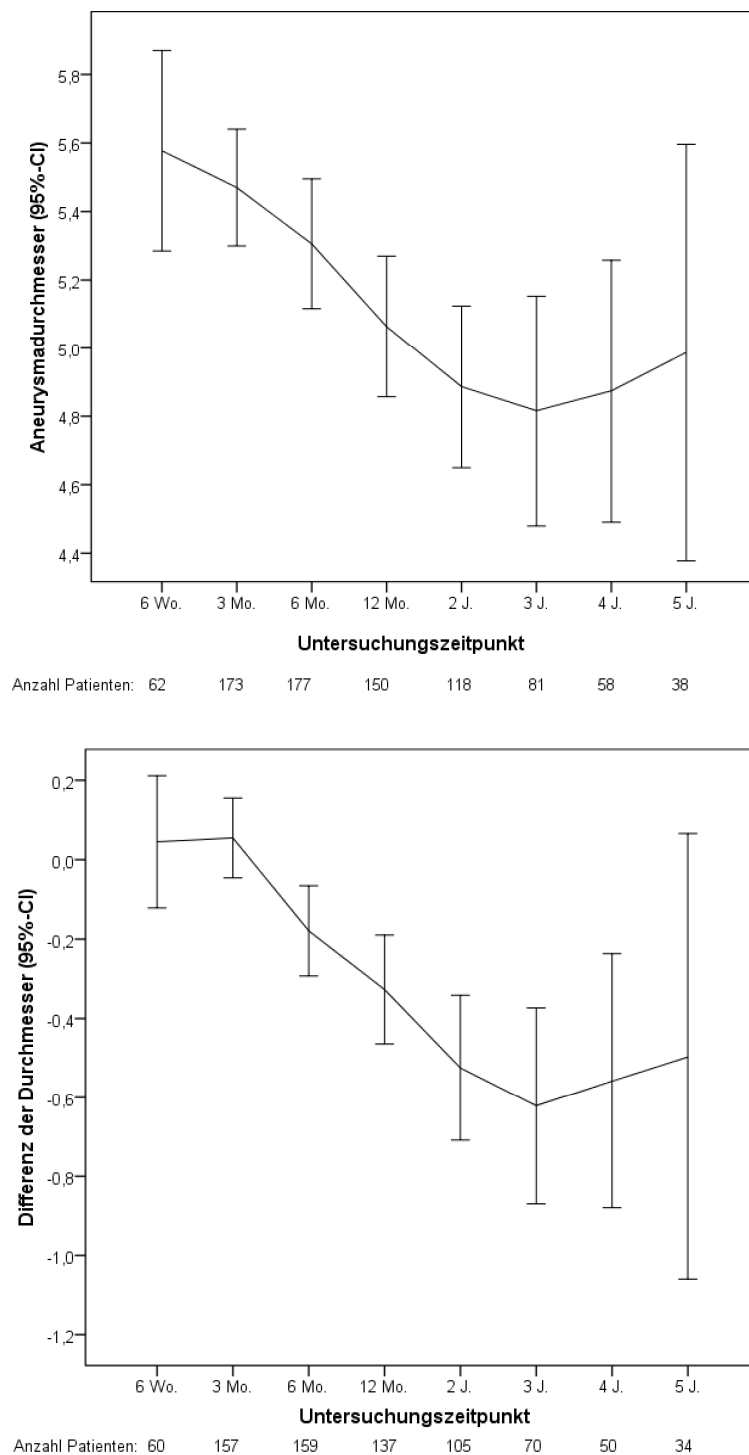 Aneurysmadurchmesser (95%-CI)
5,8
5,6
5,4
5,2
5,0
4,8
4,6
4,4
6 Wo. 3 Mo. 6 Mo. 12 Mo. 2 J. 3 J. 4 J. 5 J.
Untersuchungszeitpunkt
Anzahl Patienten: 62 173 177 150 118 81 58 38
Differenz der Durchmesser (95%-CI)
0,2
0,0
-0,2
-0,4
-0,6
-0,8
-1,0
-1,2
6 Wo. 3 Mo. 6 Mo. 12 Mo. 2 J. 3 J. 4 J. 5 J.
Untersuchungszeitpunkt
Anzahl Patienten: 60 157 159 137 105 70 50 34